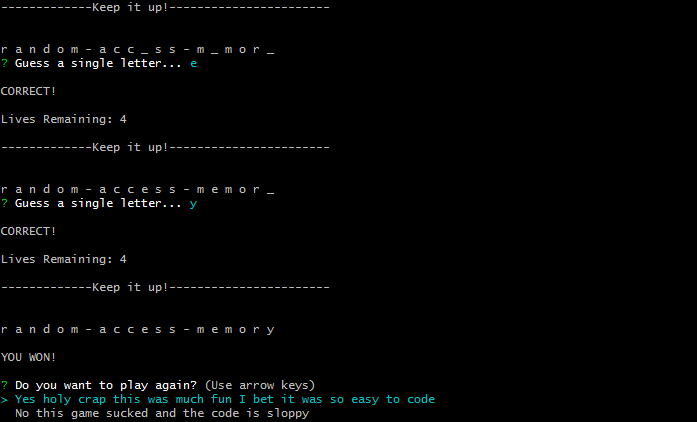 -------------Keep it up!-----------------------
r a n d o m - a c c _ s s - m _ m o r _
? Guess a single letter... e
CORRECT!
Lives Remaining: 4
-------------Keep it up!-----------------------
r a n d o m - a c c e s s - m e m o r _
? Guess a single letter... y
CORRECT!
Lives Remaining: 4
-------------Keep it up!-----------------------
r a n d o m - a c c e s s - m e m o r y
YOU WON!
? Do you want to play again? (Use arrow keys)
> Yes holy crap this was much fun I bet it was so easy to code
No this game sucked and the code is sloppy